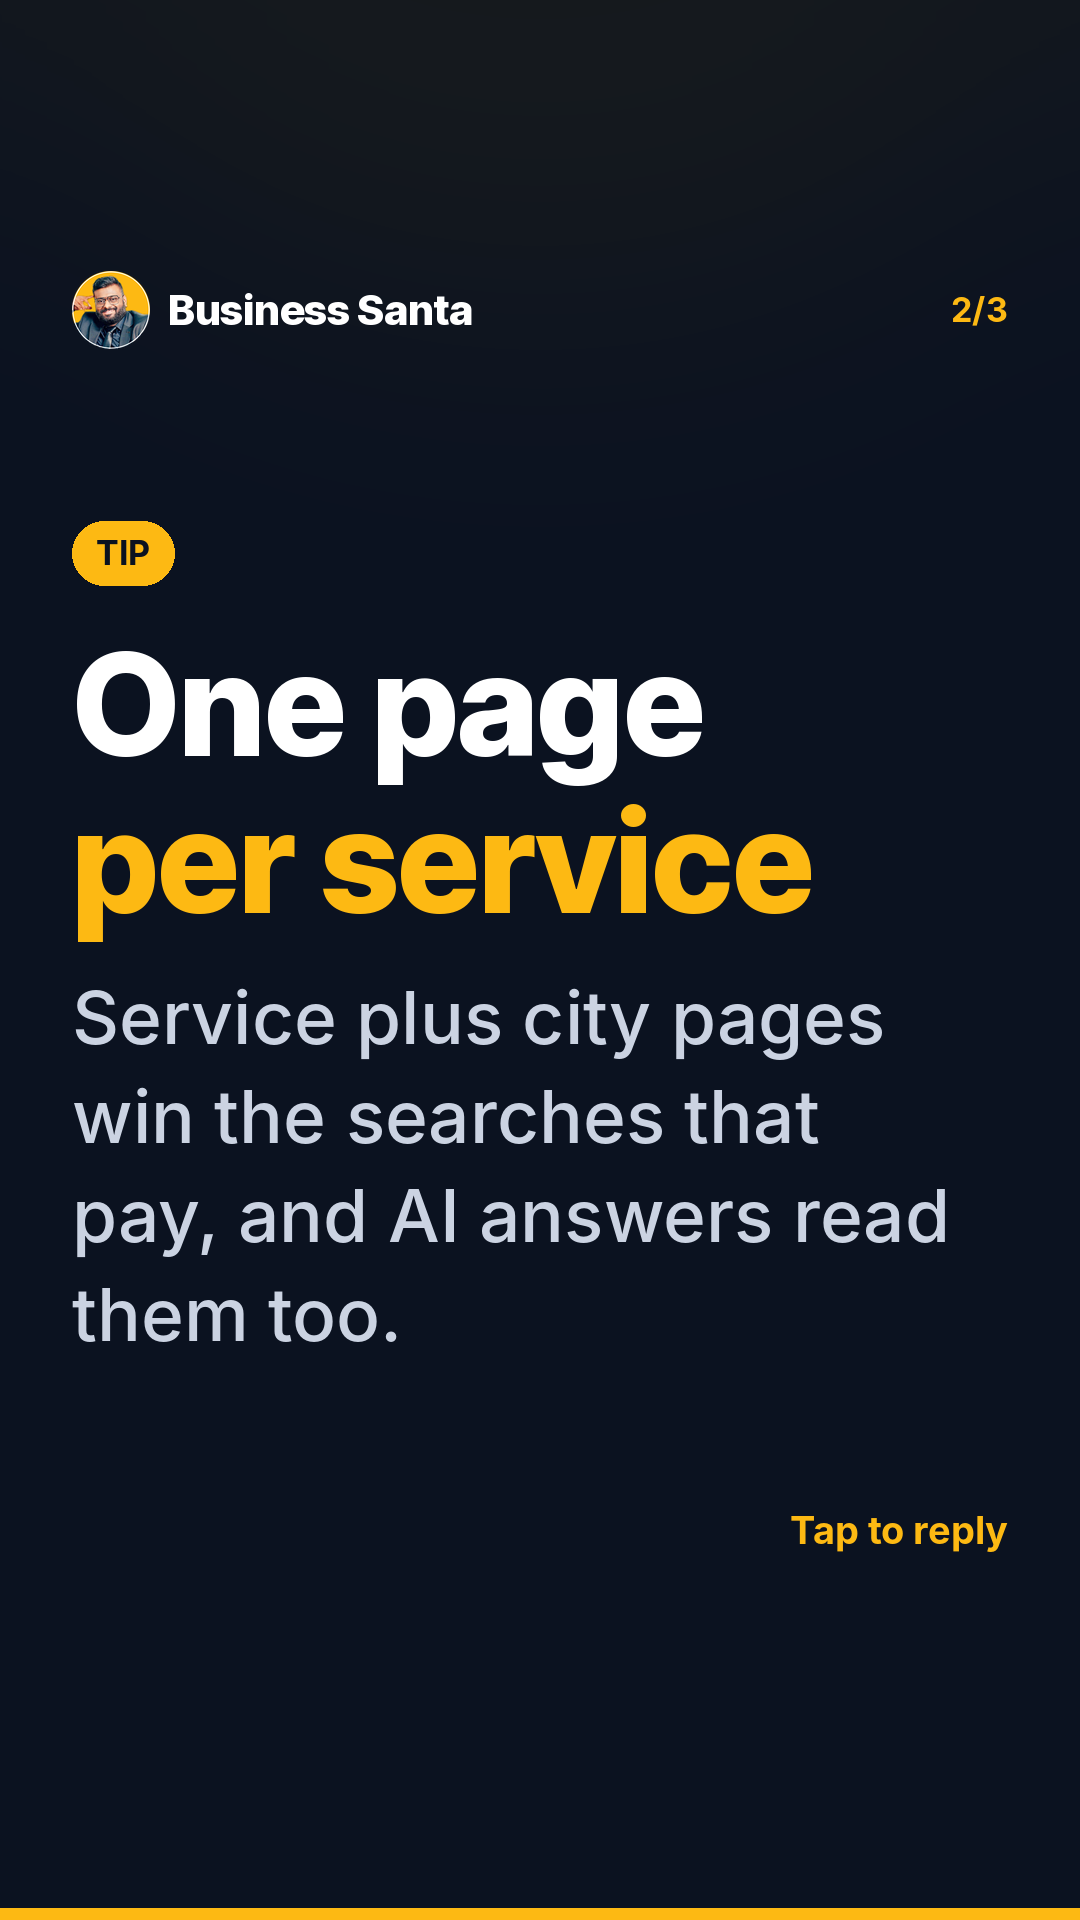 Business Santa
2/3
TIP
One page
per service
Service plus city pages
win the searches that
pay, and AI answers read
them too.
Tap to reply